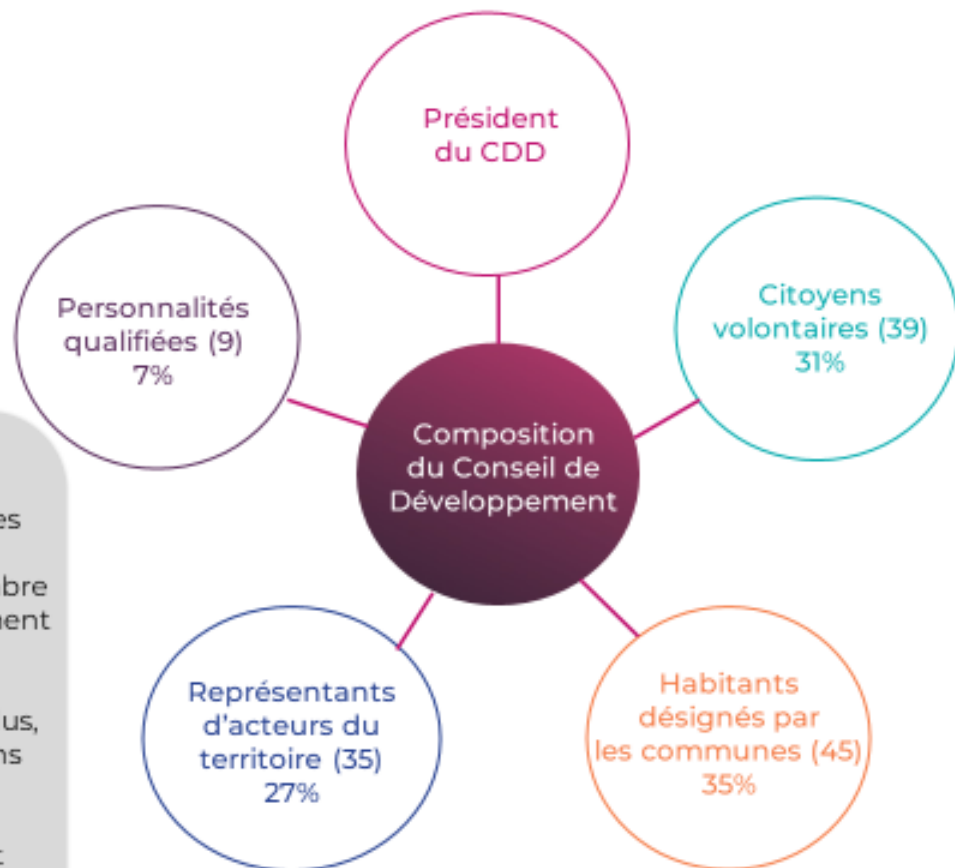 Président
du CDD
Citoyens
volontaires (39)
31%
Personnalités
qualifiées (9)
7%
Composition
du Conseil de
Développement
Habitants
désignés par
les communes (45)
35%
Représentants
d'acteurs du
territoire (35)
27%